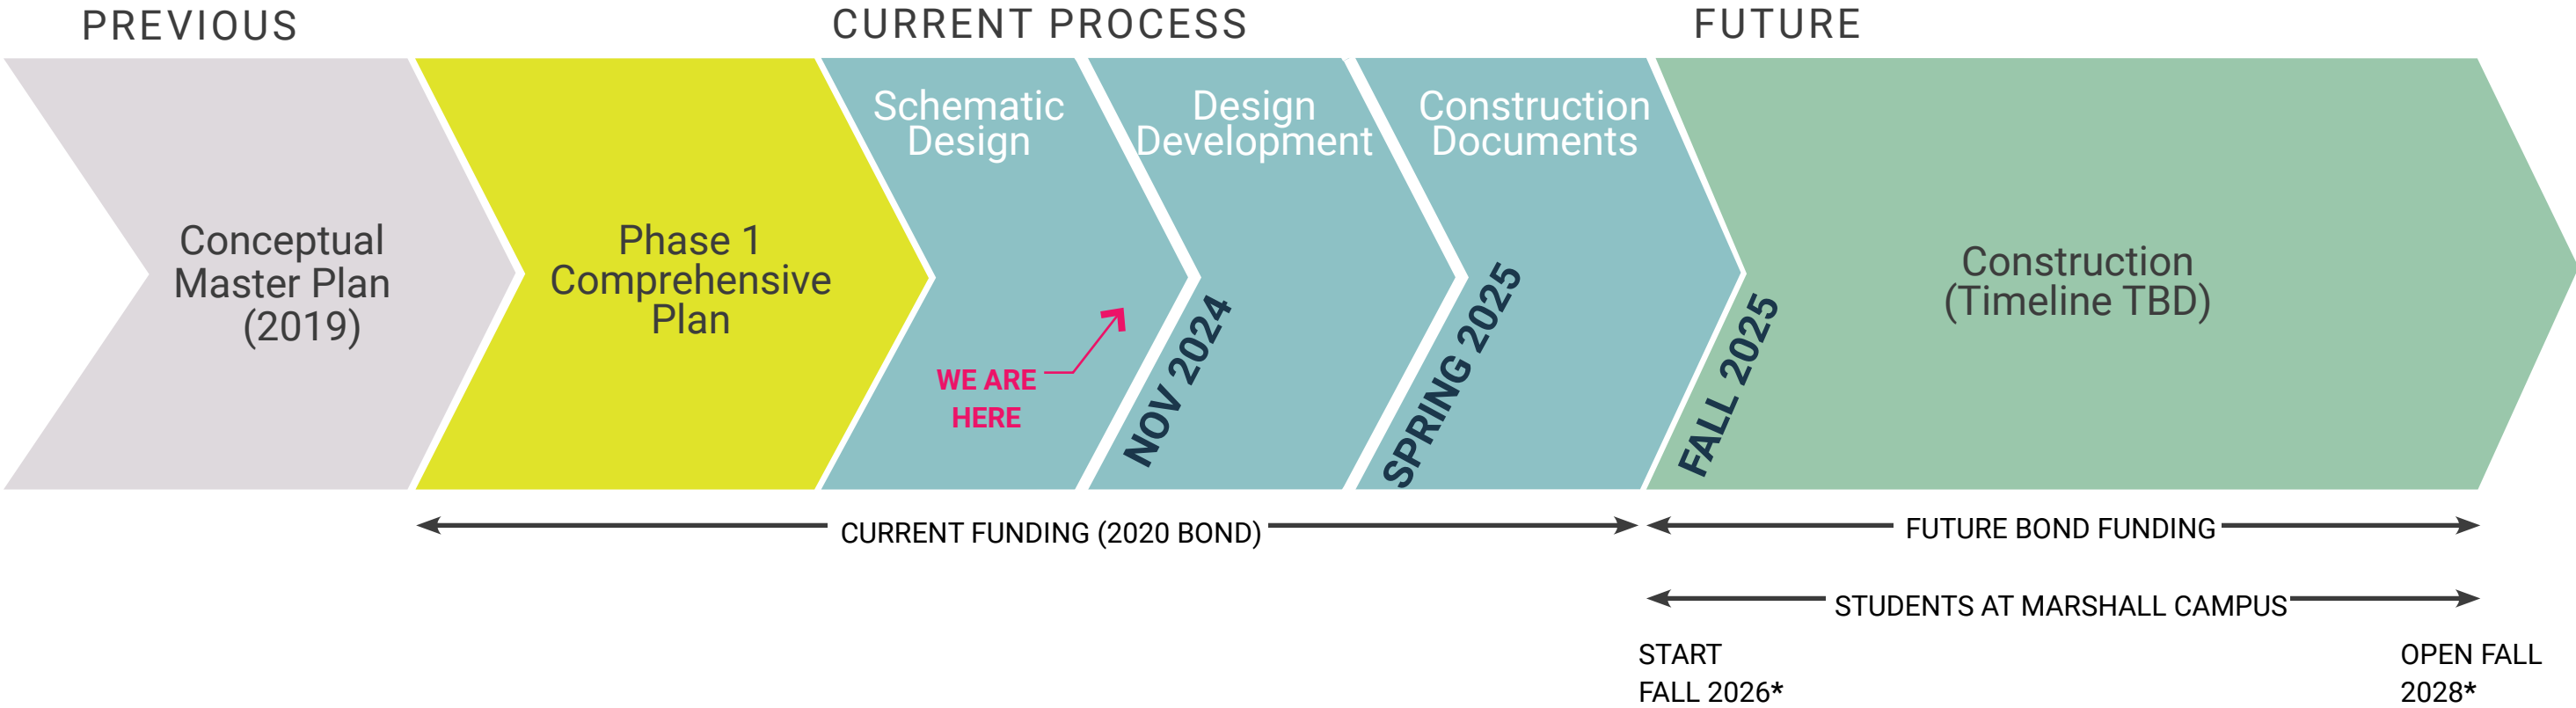 PREVIOUS
CURRENT PROCESS
FUTURE
Conceptual
Master Plan
(2019)
Phase 1
Comprehensive
Plan
Schematic
Design
WE ARE
HERE
NOV 2024
Design
Development
SPRING 2025
Construction
Documents
FALL 2025
Construction
(Timeline TBD)
CURRENT FUNDING (2020 BOND)
FUTURE BOND FUNDING
STUDENTS AT MARSHALL CAMPUS
START
FALL 2026*
OPEN FALL
2028*